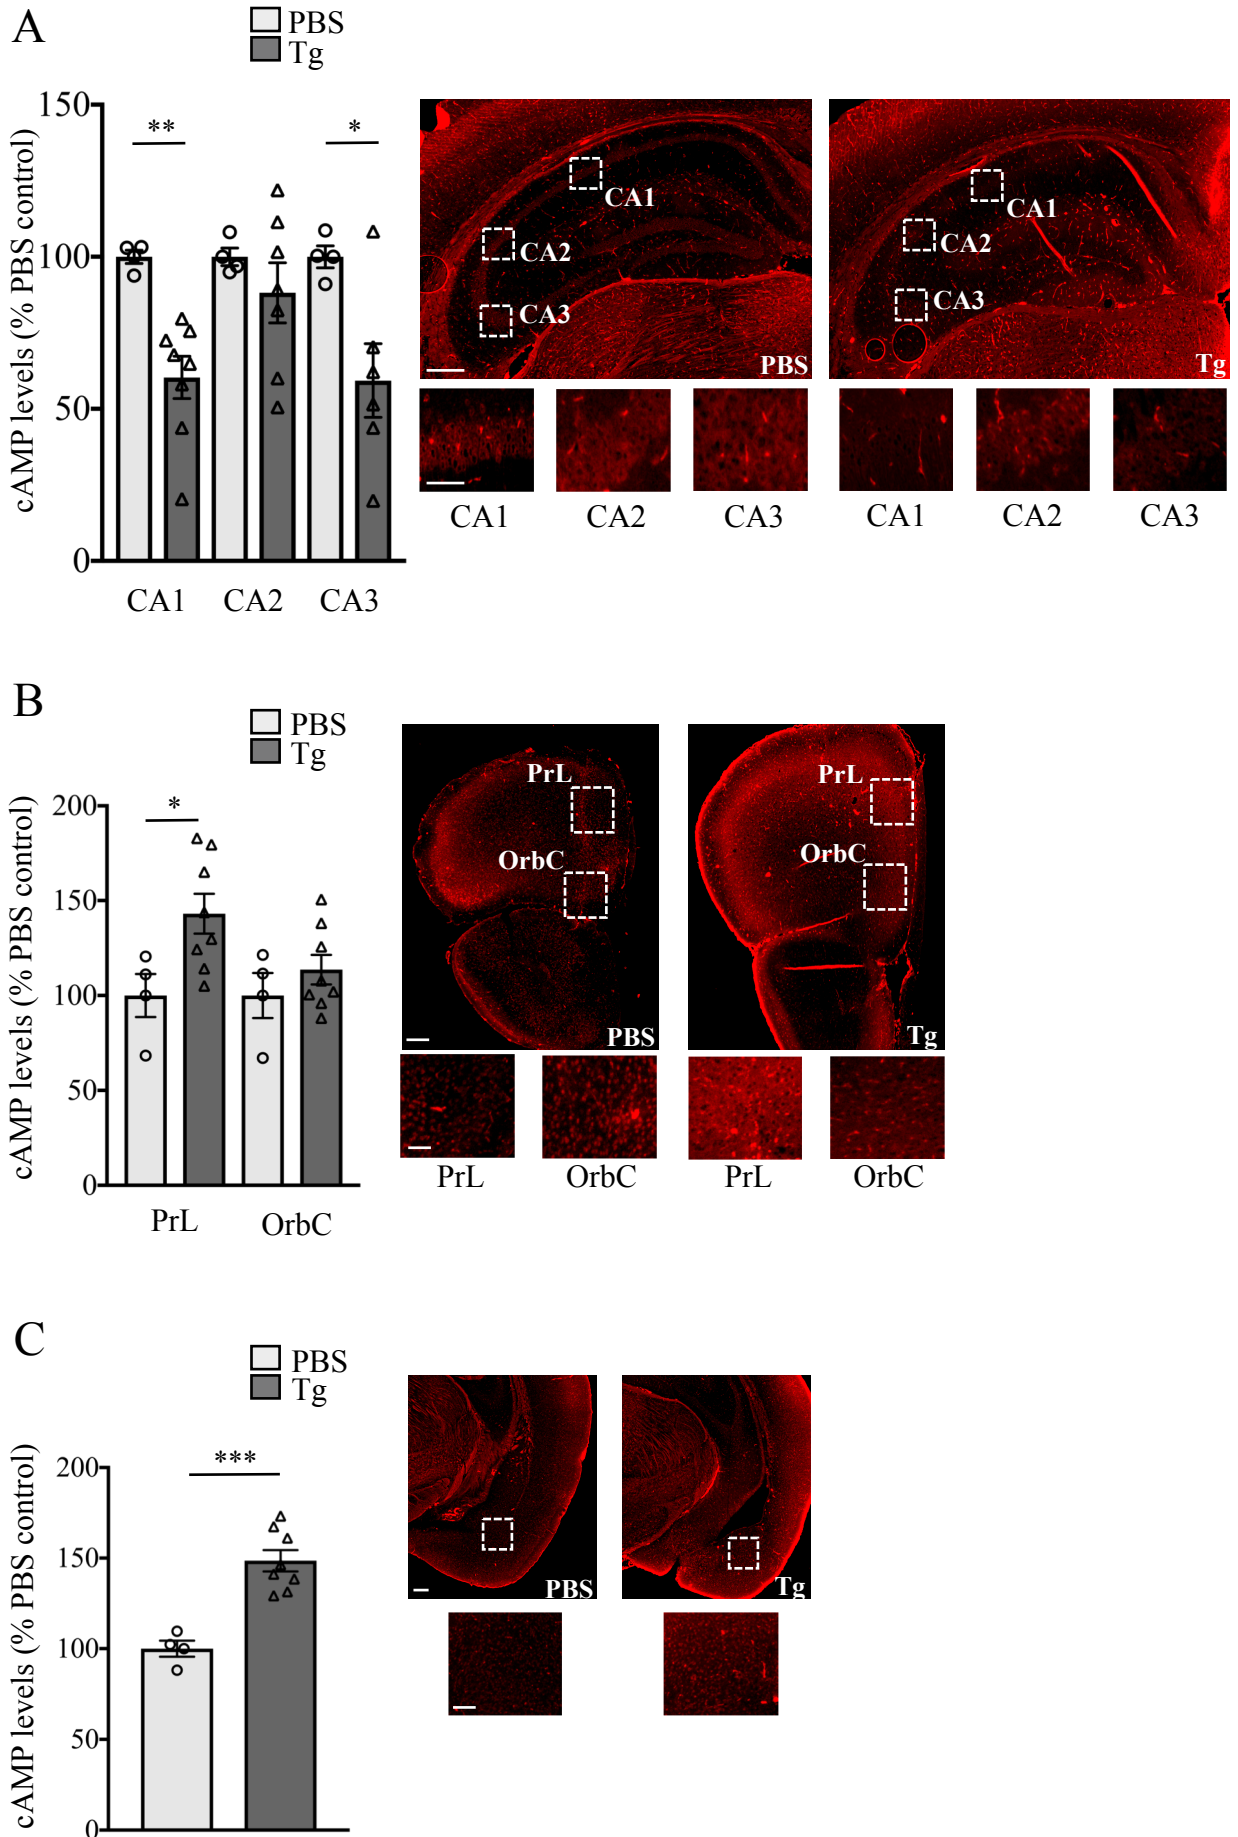 A
PBS
Tg
cAMP levels (% PBS control)
150
100
50
0
**
*
CA1
CA2
CA3
CA1
CA2
CA3
PBS
CA1
CA2
CA3
Tg
CA1
CA2
CA3
CA1
CA2
CA3
B
PBS
Tg
cAMP levels (% PBS control)
200
150
100
50
0
*
PrL
OrbC
PrL
OrbC
PBS
PrL
OrbC
Tg
PrL
OrbC
PrL
OrbC
C
PBS
Tg
cAMP levels (% PBS control)
200
150
100
50
0
***
PBS
Tg